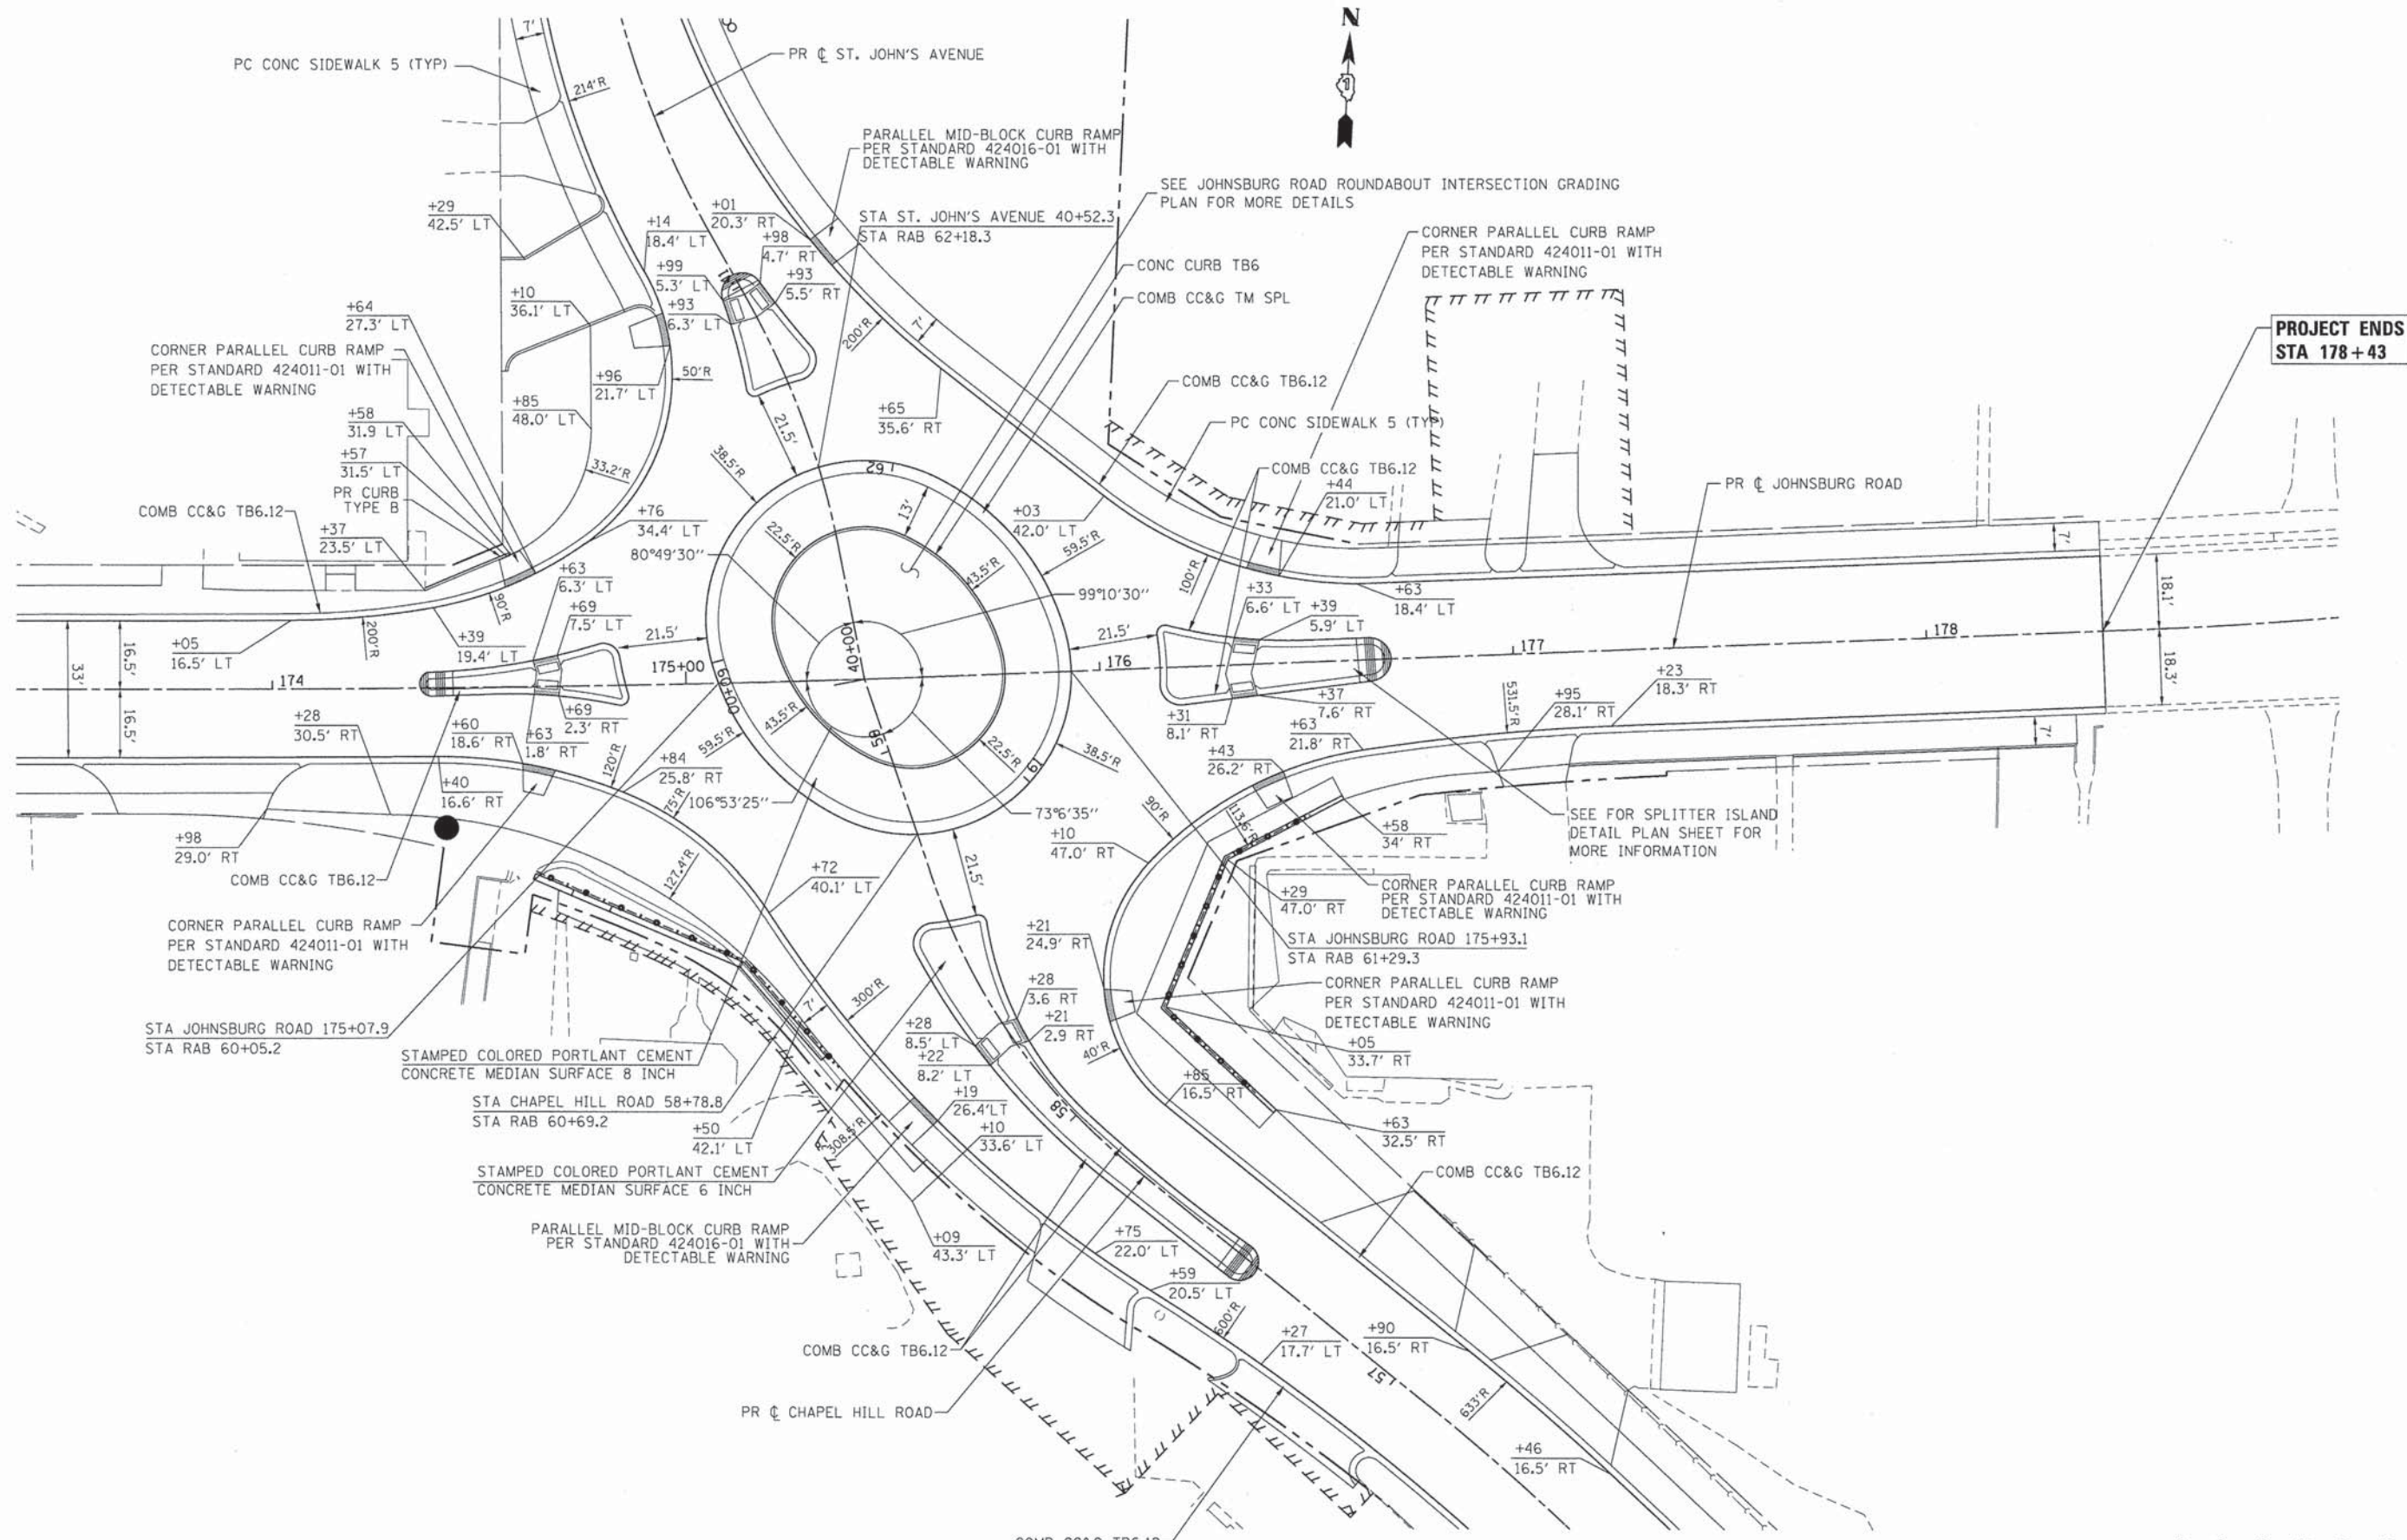 N
7'
PC CONC SIDEWALK 5 (TYP)
PR ℄ ST. JOHN'S AVENUE
214'R
PARALLEL MID-BLOCK CURB RAMP
PER STANDARD 424016-01 WITH
DETECTABLE WARNING
SEE JOHNSBURG ROAD ROUNDABOUT INTERSECTION GRADING
PLAN FOR MORE DETAILS
+29
42.5' LT
+14
18.4' LT
+01
20.3' RT
STA ST. JOHN'S AVENUE 40+52.3
STA RAB 62+18.3
+98
4.7' RT
+99
5.3' LT
+93
5.5' RT
+93
6.3' LT
CORNER PARALLEL CURB RAMP
PER STANDARD 424011-01 WITH
DETECTABLE WARNING
CONC CURB TB6
COMB CC&G TM SPL
+10
36.1' LT
+64
27.3' LT
CORNER PARALLEL CURB RAMP
PER STANDARD 424011-01 WITH
DETECTABLE WARNING
PROJECT ENDS
STA 178+43
200'R
7'
+96
21.7' LT
50'R
COMB CC&G TB6.12
+85
48.0' LT
+65
35.6' RT
21.5'
+58
31.9 LT
PC CONC SIDEWALK 5 (TYP)
+57
31.5' LT
33.2'R
38.5'R
62
COMB CC&G TB6.12
PR CURB
TYPE B
COMB CC&G TB6.12
+44
21.0' LT
PR ℄ JOHNSBURG ROAD
+37
23.5' LT
+76
34.4' LT
13'
+03
42.0' LT
80°49'30"
22.5'R
43.5'R
59.5'R
7'
+63
6.3' LT
100'R
99°10'30"
+33
6.6' LT
+39
5.9' LT
+63
18.4' LT
18.1'
90'R
+69
7.5' LT
200'R
21.5'
21.5'
+05
16.5' LT
16.5'
33'
+39
19.4' LT
40+00
174
175+00
176
177
178
60+00
18.3'
+23
18.3' RT
+95
28.1' RT
531.5'R
+37
7.6' RT
+31
8.1' RT
+69
2.3' RT
16.5'
+28
30.5' RT
+60
18.6' RT
+63
1.8' RT
43.5'R
59.5'R
58
22.5'R
61
38.5'R
+63
21.8' RT
+43
26.2' RT
7'
120'R
+84
25.8' RT
+40
16.6' RT
75'R
106°53'25"
73°6'35"
90'R
+10
47.0' RT
113.6'R
+58
34' RT
SEE FOR SPLITTER ISLAND
DETAIL PLAN SHEET FOR
MORE INFORMATION
+98
29.0' RT
COMB CC&G TB6.12
127.4'R
+72
40.1' LT
21.5'
+29
47.0' RT
CORNER PARALLEL CURB RAMP
PER STANDARD 424011-01 WITH
DETECTABLE WARNING
CORNER PARALLEL CURB RAMP
PER STANDARD 424011-01 WITH
DETECTABLE WARNING
+21
24.9' RT
STA JOHNSBURG ROAD 175+93.1
STA RAB 61+29.3
CORNER PARALLEL CURB RAMP
PER STANDARD 424011-01 WITH
DETECTABLE WARNING
7'
300'R
+28
3.6 RT
+21
2.9 RT
+28
8.5' LT
+22
8.2' LT
STA JOHNSBURG ROAD 175+07.9
STA RAB 60+05.2
40'R
+05
33.7' RT
STAMPED COLORED PORTLANT CEMENT
CONCRETE MEDIAN SURFACE 8 INCH
+85
16.5' RT
+19
26.4'LT
58
STA CHAPEL HILL ROAD 58+78.8
STA RAB 60+69.2
+50
42.1' LT
308.5'R
+10
33.6' LT
+63
32.5' RT
STAMPED COLORED PORTLANT CEMENT
CONCRETE MEDIAN SURFACE 6 INCH
COMB CC&G TB6.12
PARALLEL MID-BLOCK CURB RAMP
PER STANDARD 424016-01 WITH
DETECTABLE WARNING
+09
43.3' LT
+75
22.0' LT
+59
20.5' LT
600'R
+27
17.7' LT
+90
16.5' RT
COMB CC&G TB6.12
57
PR ℄ CHAPEL HILL ROAD
633'R
+46
16.5' RT
COMB CC&G TB6.12